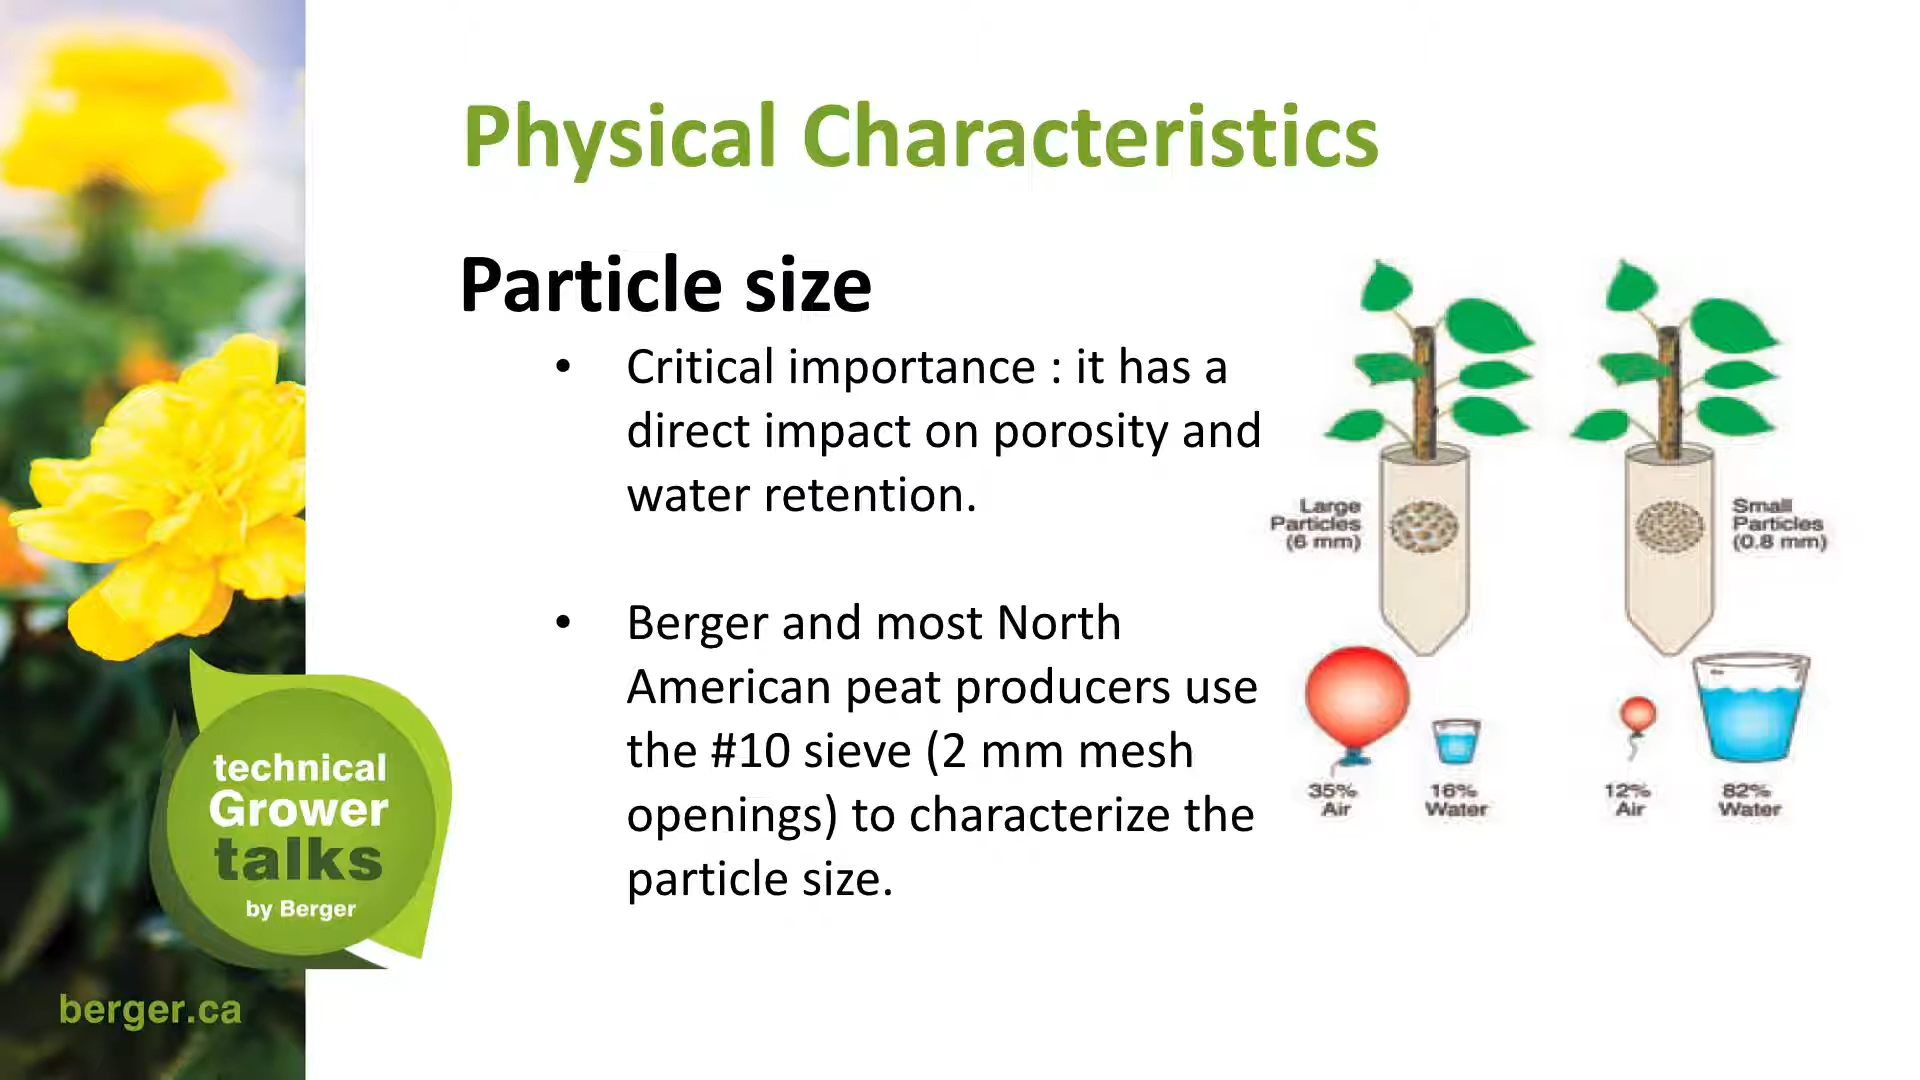 Physical Characteristics
Particle size
• Critical importance : it has a
direct impact on porosity and
water retention.
• Berger and most North
American peat producers use
the #10 sieve (2 mm mesh
openings) to characterize the
particle size.
Large
Particles
(6 mm)
Small
Particles
(0.8 mm)
35%
Air
16%
Water
12%
Air
82%
Water
technical
Grower
talks
by Berger
berger.ca